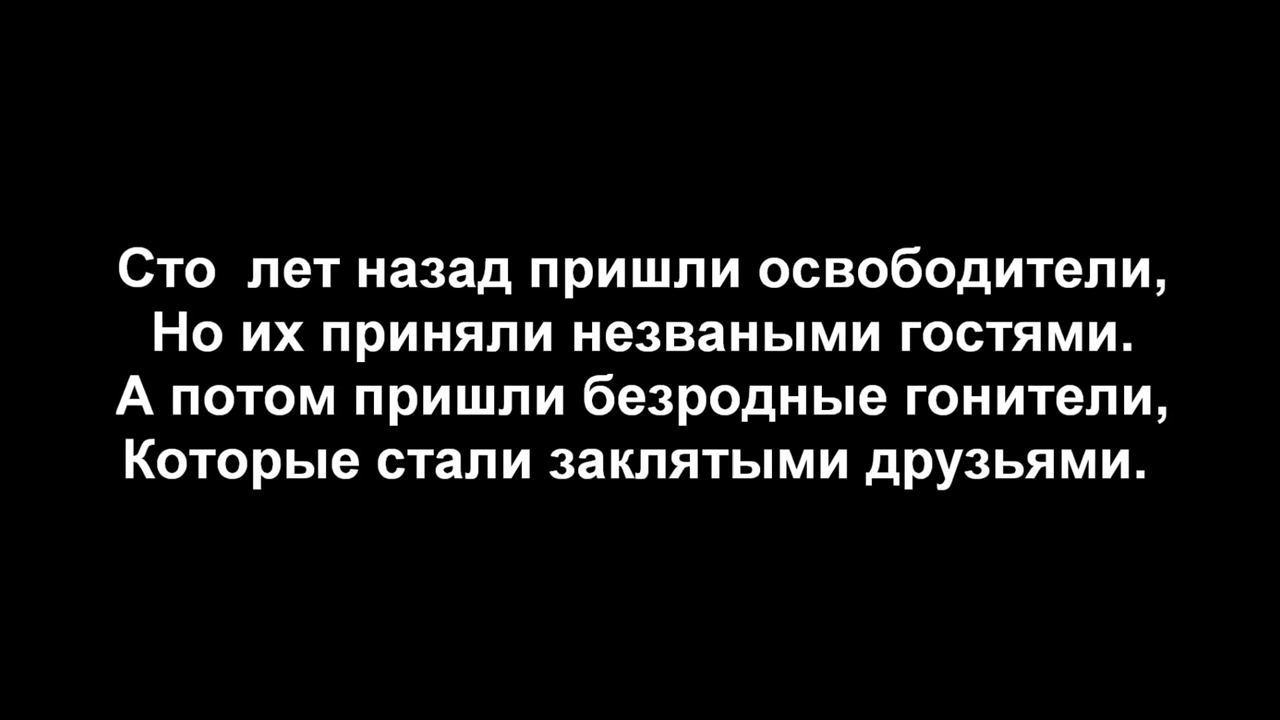 Сто  лет назад пришли освободители,
Но их приняли незваными гостями.
А потом пришли безродные гонители,
Которые стали заклятыми друзьями.